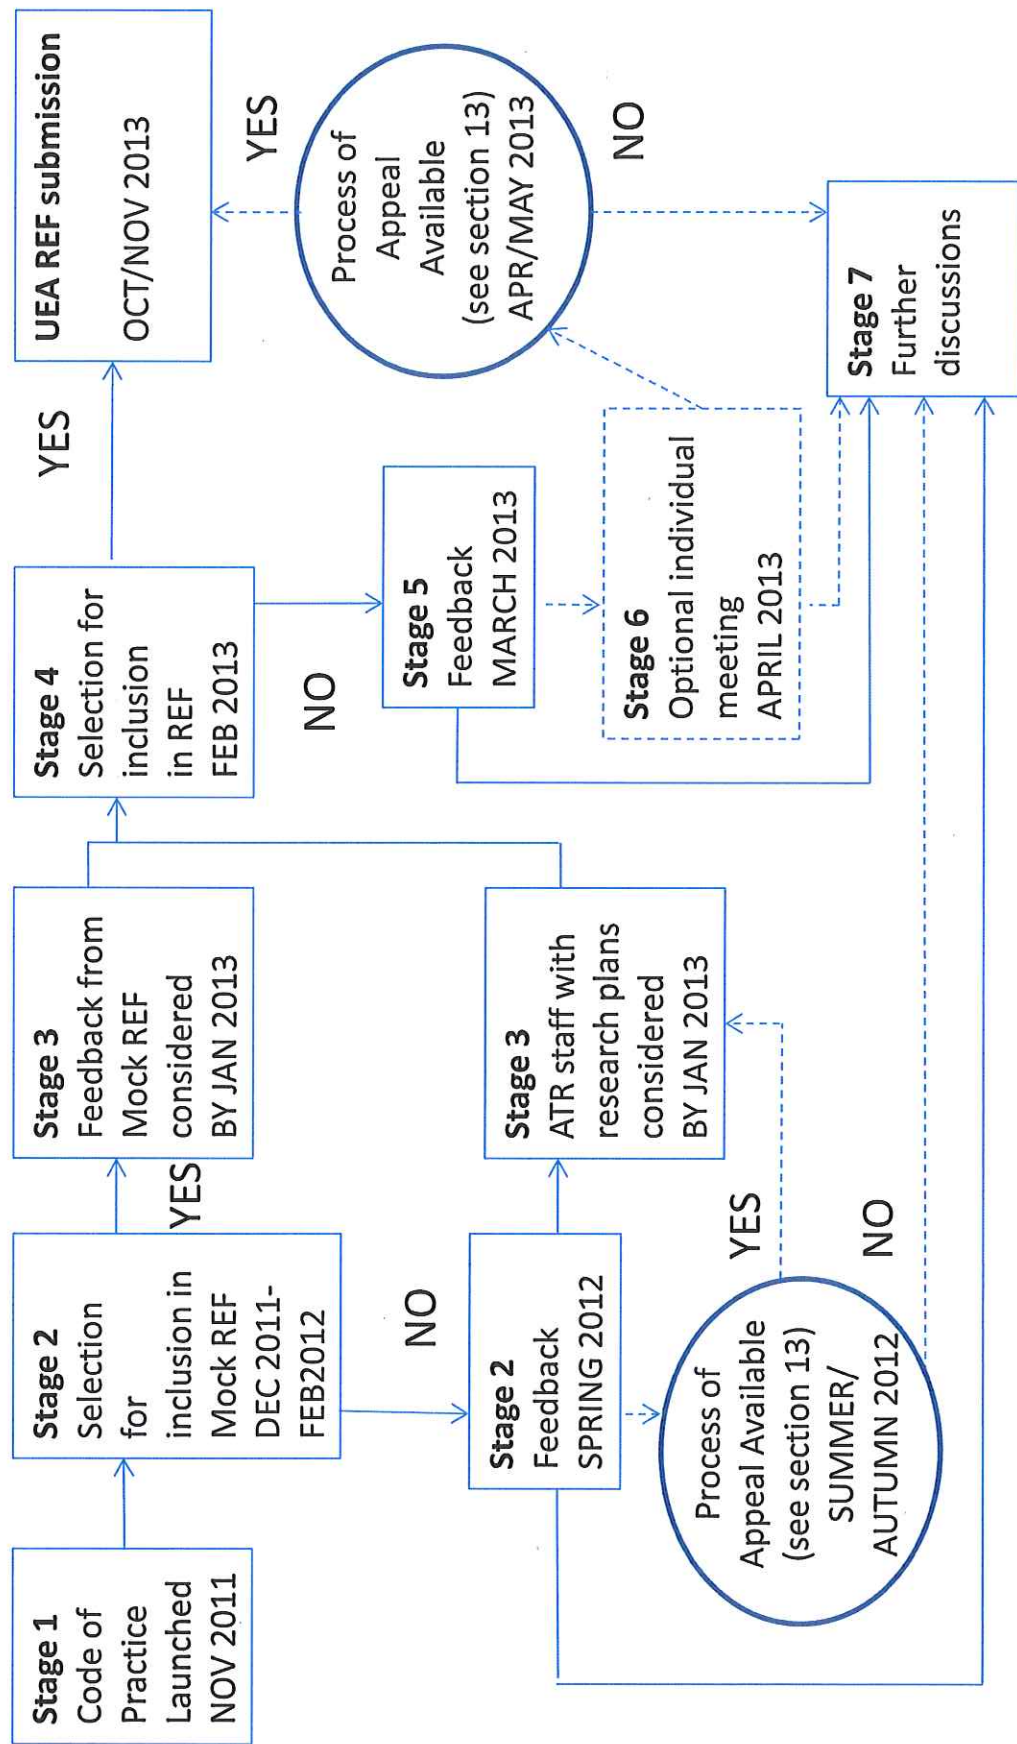 Stage 1
Code of
Practice
Launched
NOV 2011
Stage 2
Selection
for
inclusion in
Mock REF
DEC 2011-
FEB2012
YES
Stage 3
Feedback from
Mock REF
considered
BY JAN 2013
Stage 4
Selection for
inclusion
in REF
FEB 2013
YES
UEA REF submission
OCT/NOV 2013
NO
Stage 2
Feedback
SPRING 2012
Stage 3
ATR staff with
research plans
considered
BY JAN 2013
NO
Stage 5
Feedback
MARCH 2013
YES
Process of
Appeal
Available
(see section 13)
APR/MAY 2013
NO
Stage 6
Optional individual
meeting
APRIL 2013
Process of
Appeal Available
(see section 13)
SUMMER/
AUTUMN 2012
YES
NO
Stage 7
Further
discussions